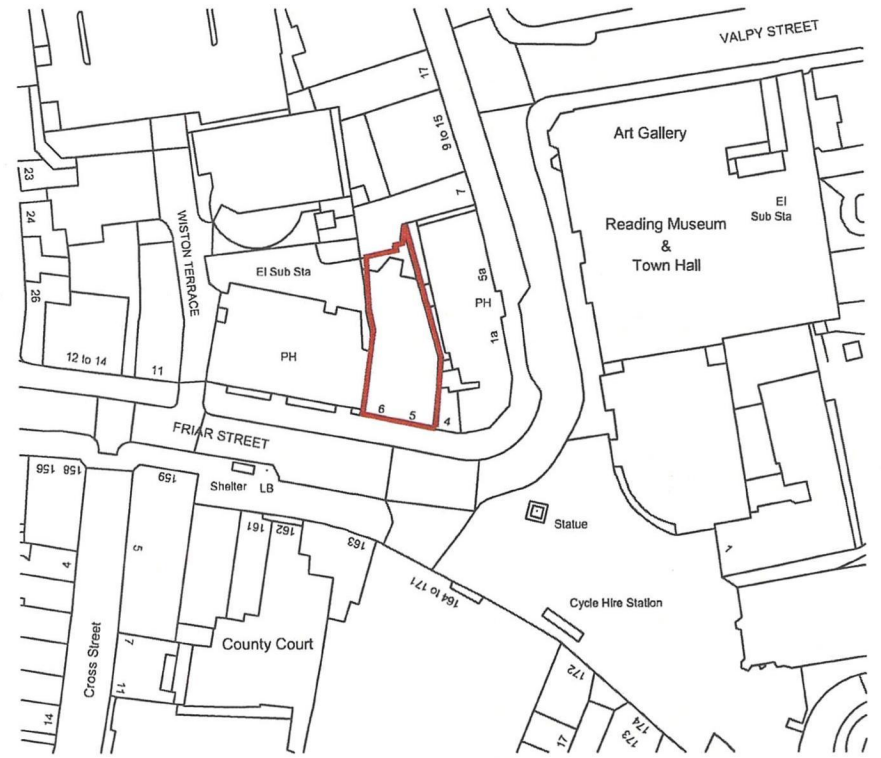 VALPY STREET
17
9 to 15
Art Gallery
El
Sub Sta
23
7
24
WISTON TERRACE
Reading Museum
&
Town Hall
El Sub Sta
5a
26
PH
1a
12 to 14
11
PH
6
5
4
FRIAR STREET
156
158
159
Shelter
LB
161
162
163
Statue
5
4
1
164 to 171
Cycle Hire Station
County Court
7
Cross Street
11
172
14
17
173
174